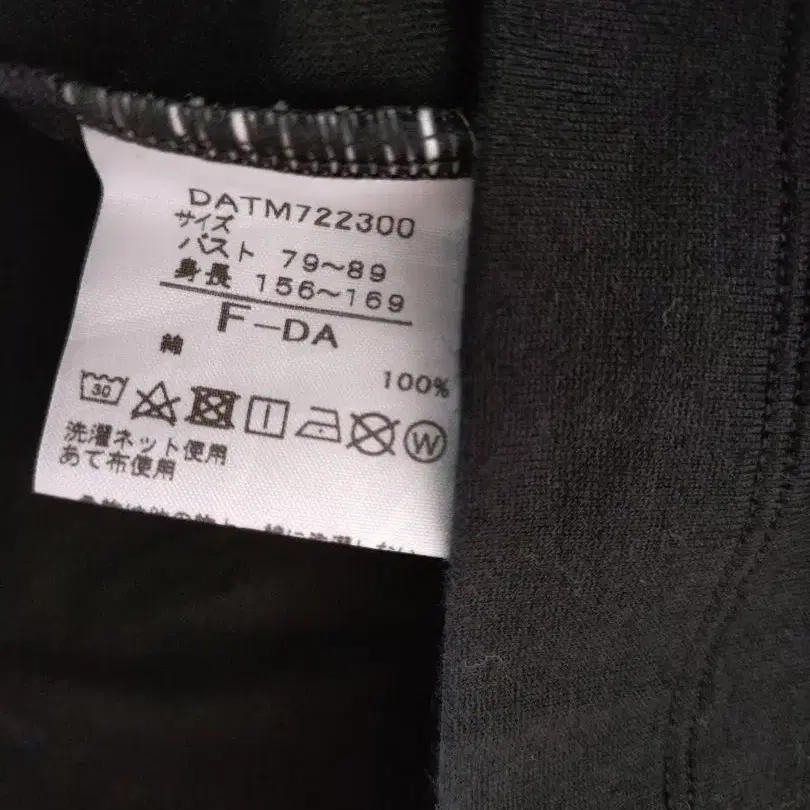 DATM722300
サイズ
バスト 79～89
身長 156～169
F-DA
綿 100%
30 W
洗濯ネット使用
あて布使用